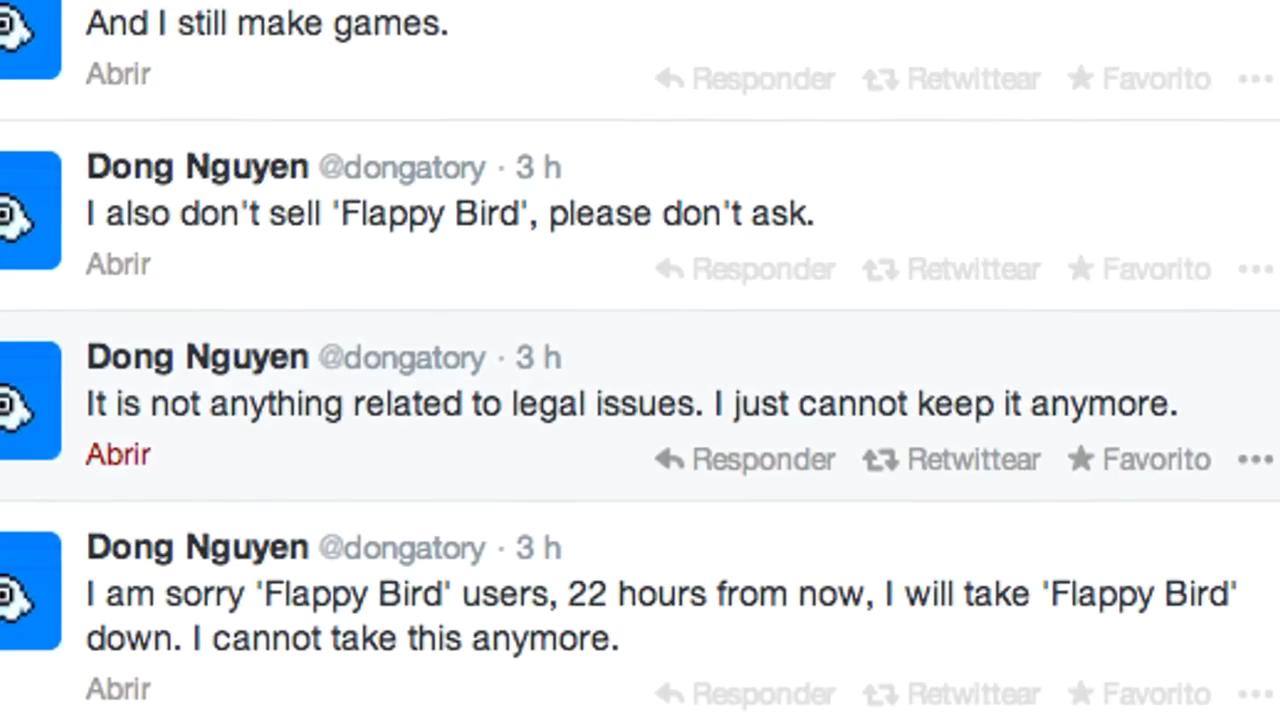 And I still make games.
Abrir
Responder Retwittear Favorito
Dong Nguyen @dongatory · 3 h
I also don't sell 'Flappy Bird', please don't ask.
Abrir
Responder Retwittear Favorito
Dong Nguyen @dongatory · 3 h
It is not anything related to legal issues. I just cannot keep it anymore.
Abrir
Responder Retwittear Favorito
Dong Nguyen @dongatory · 3 h
I am sorry 'Flappy Bird' users, 22 hours from now, I will take 'Flappy Bird'
down. I cannot take this anymore.
Abrir
Responder Retwittear Favorito